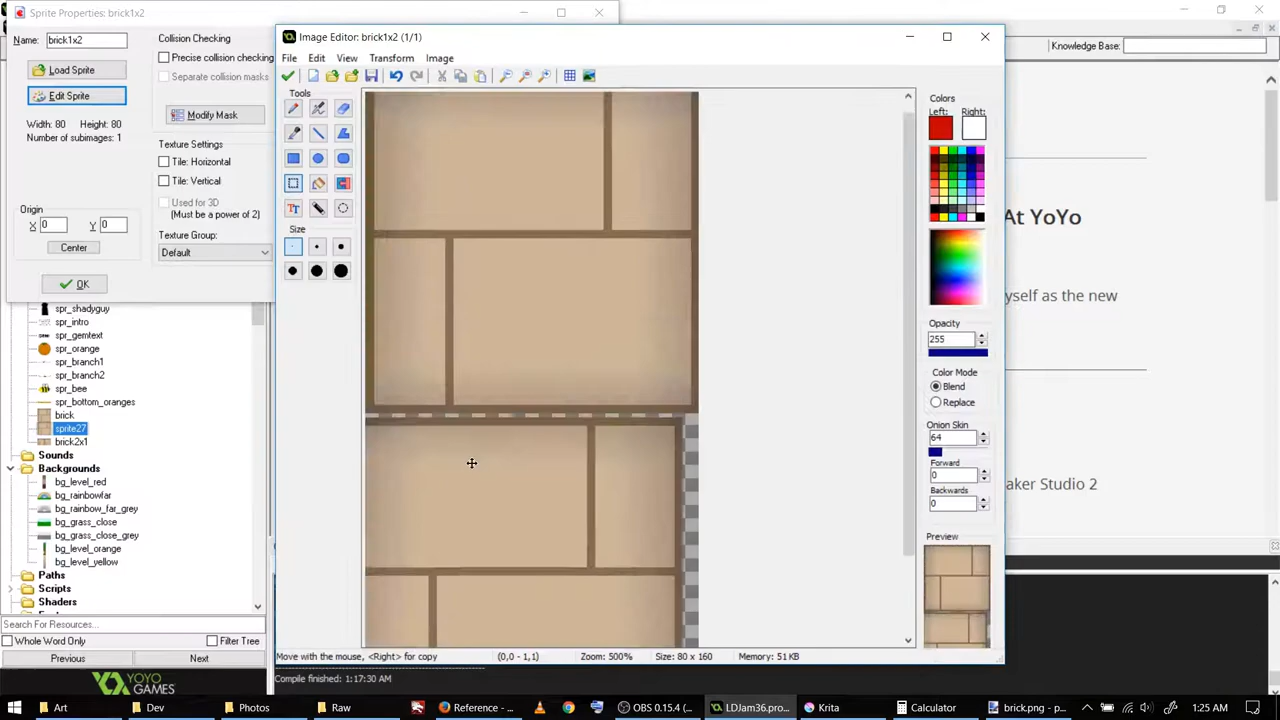 Sprite Properties: brick1x2
Name: brick1x2
Load Sprite
Edit Sprite
Width: 80 Height: 80
Number of subimages: 1
Origin
X 0 Y 0
Center
OK
Collision Checking
Precise collision checking
Separate collision masks
Modify Mask
Texture Settings
Tile: Horizontal
Tile: Vertical
Used for 3D
(Must be a power of 2)
Texture Group:
Default
spr_shadyguy
spr_intro
spr_gemtext
spr_orange
spr_branch1
spr_branch2
spr_bee
spr_bottom_oranges
brick
sprite27
brick2x1
Sounds
Backgrounds
bg_level_red
bg_rainbowfar
bg_rainbow_far_grey
bg_grass_close
bg_grass_close_grey
bg_level_orange
bg_level_yellow
Paths
Scripts
Shaders
Search For Resources
Whole Word Only Filter Tree
Previous Next
YOYO
GAMES
Image Editor: brick1x2 (1/1)
File Edit View Transform Image
Tools
Size
Colors
Left: Right:
Opacity
255
Color Mode
Blend
Replace
Onion Skin
64
Forward
0
Backwards
0
Preview
Move with the mouse, <Right> for copy (0,0 - 1,1) Zoom: 500% Size: 80 x 160 Memory: 51 KB
Compile finished: 1:17:30 AM
Knowledge Base:
At YoYo
yself as the new
aker Studio 2
Art Dev Photos Raw Reference -... OBS 0.15.4 (... LDJam36.pro... Krita Calculator brick.png - p... 1:25 AM